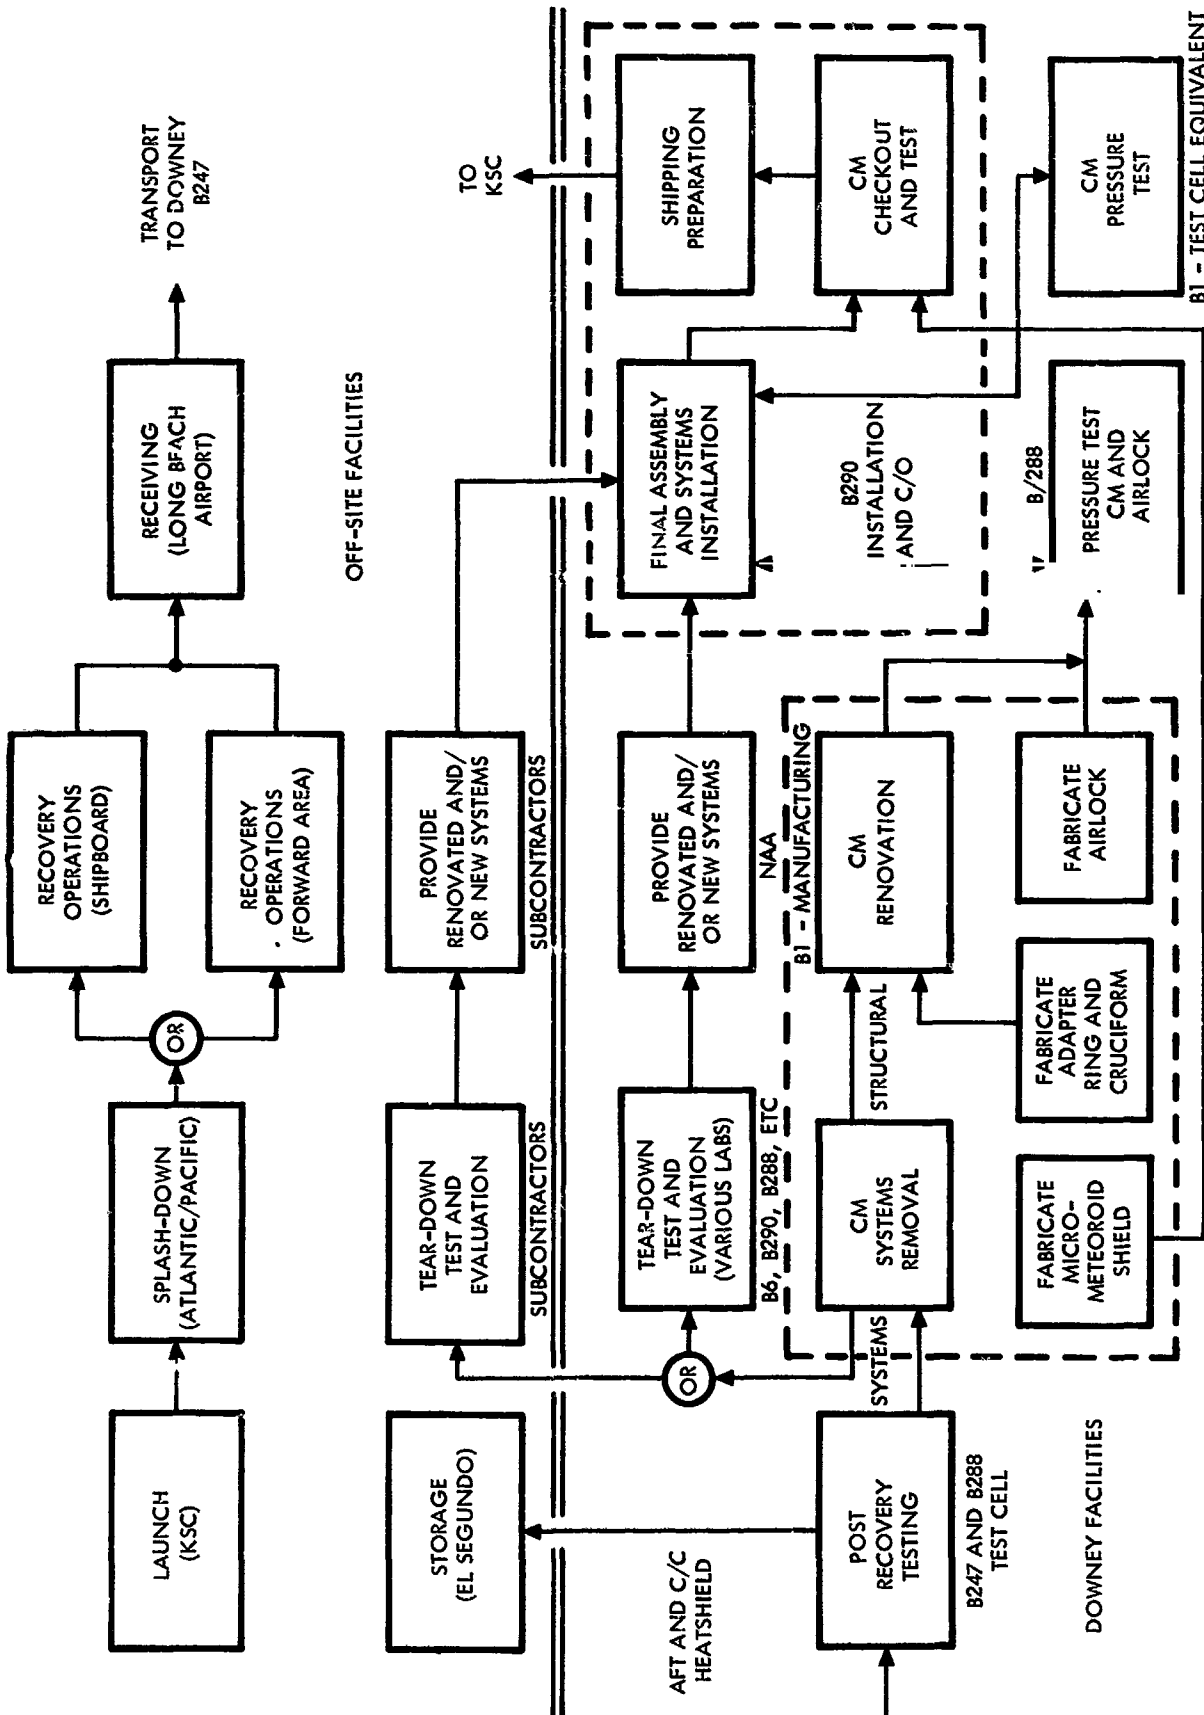 LAUNCH
(KSC)
SPLASH-DOWN
(ATLANTIC/PACIFIC)
OR
RECOVERY
OPERATIONS
(SHIPBOARD)
RECOVERY
OPERATIONS
(FORWARD AREA)
RECEIVING
(LONG BEACH
AIRPORT)
TRANSPORT
TO DOWNEY
B247
OFF-SITE FACILITIES
STORAGE
(EL SEGUNDO)
TEAR-DOWN
TEST AND
EVALUATION
SUBCONTRACTORS
PROVIDE
RENOVATED AND/
OR NEW SYSTEMS
SUBCONTRACTORS
TO
KSC
AFT AND C/C
HEATSHIELD
OR
TEAR-DOWN
TEST AND
EVALUATION
(VARIOUS LABS)
B6, B290, B288, ETC
PROVIDE
RENOVATED AND/
OR NEW SYSTEMS
NAA
FINAL ASSEMBLY
AND SYSTEMS
INSTALLATION
SHIPPING
PREPARATION
B290
INSTALLATION
AND C/O
B1 - MANUFACTURING
POST
RECOVERY
TESTING
B247 AND B288
TEST CELL
SYSTEMS
CM
SYSTEMS
REMOVAL
STRUCTURAL
CM
RENOVATION
CM
CHECKOUT
AND TEST
FABRICATE
MICRO-
METEOROID
SHIELD
FABRICATE
ADAPTER
RING AND
CRUCIFORM
FABRICATE
AIRLOCK
B/288
PRESSURE TEST
CM AND
AIRLOCK
CM
PRESSURE
TEST
B1 - TEST CELL EQUIVALENT
DOWNEY FACILITIES